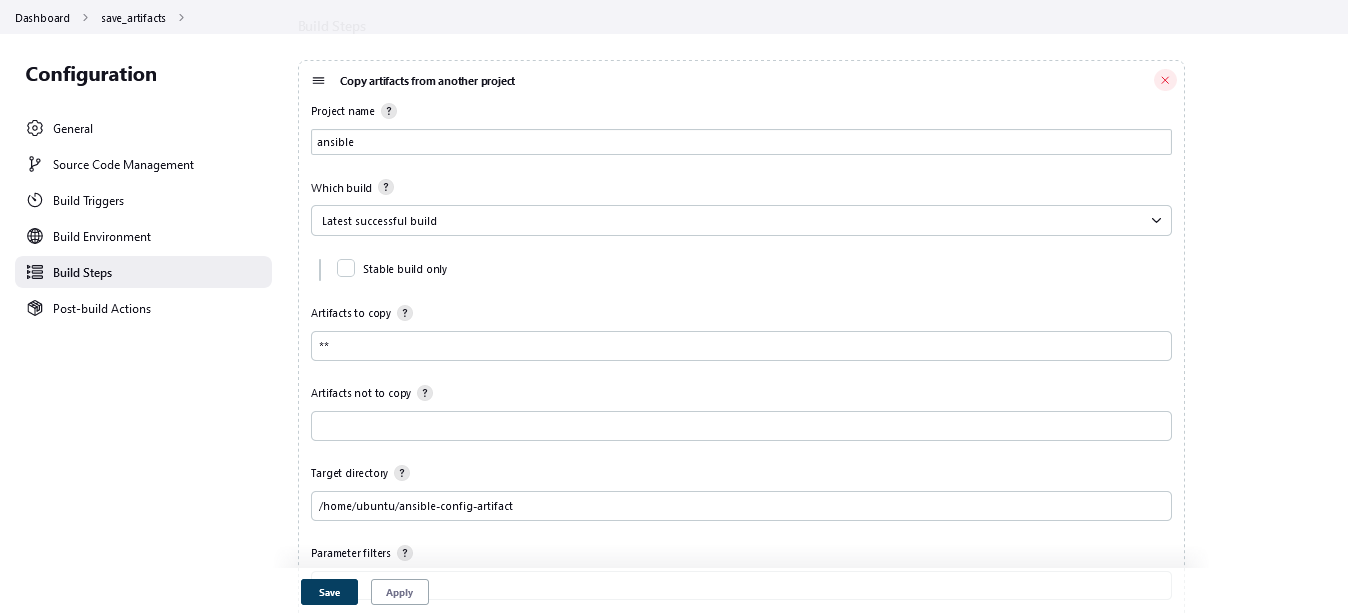 Dashboard > save_artifacts >
Build Steps
Configuration
General
Source Code Management
Build Triggers
Build Environment
Build Steps
Post-build Actions
Copy artifacts from another project
Project name ?
ansible
Which build ?
Latest successful build
Stable build only
Artifacts to copy ?
**
Artifacts not to copy ?
Target directory ?
/home/ubuntu/ansible-config-artifact
Parameter filters ?
Save Apply